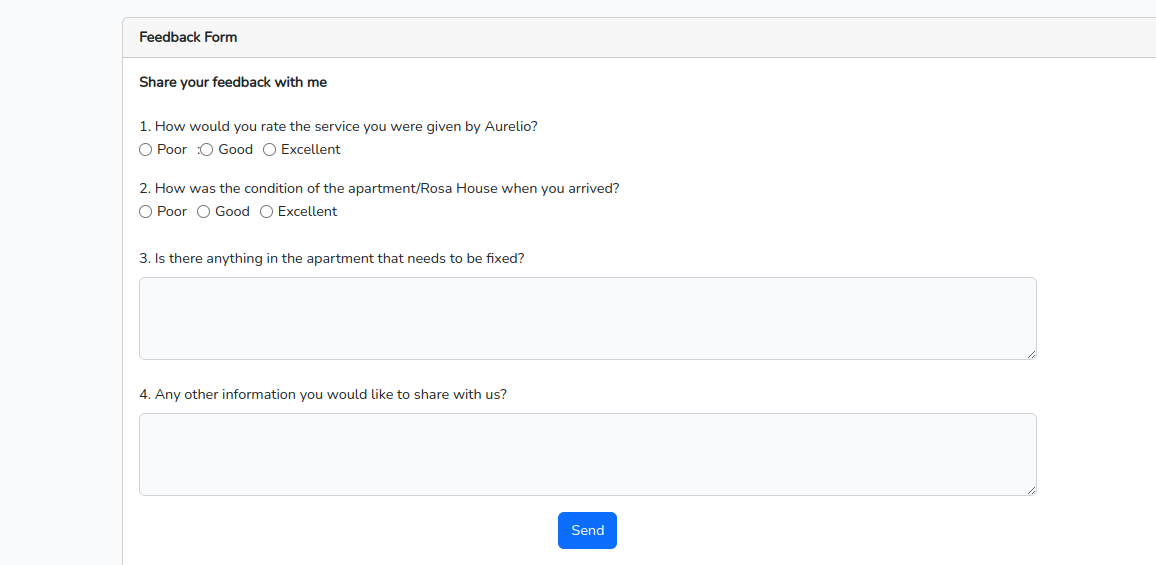 Feedback Form
Share your feedback with me
1. How would you rate the service you were given by Aurelio?
Poor :Good Excellent
2. How was the condition of the apartment/Rosa House when you arrived?
Poor Good Excellent
3. Is there anything in the apartment that needs to be fixed?
4. Any other information you would like to share with us?
Send